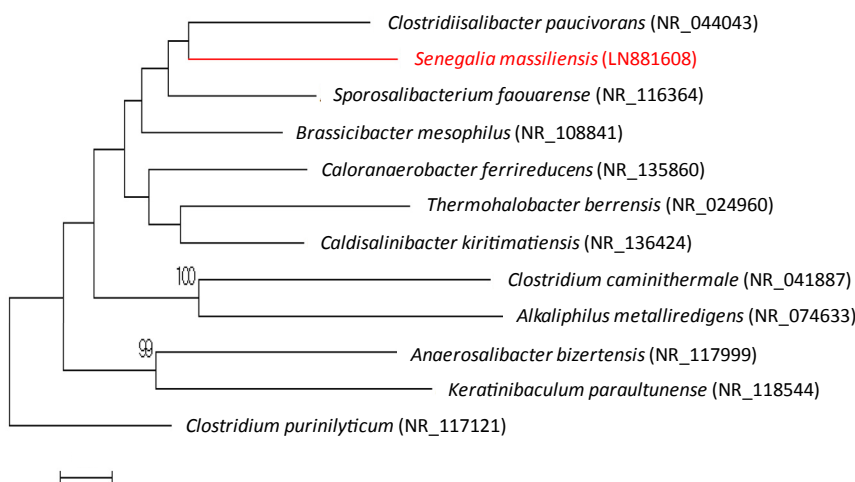 Clostridiisalibacter paucivorans (NR_044043)
Senegalia massiliensis (LN881608)
Sporosalibacterium faouarense (NR_116364)
Brassicibacter mesophilus (NR_108841)
Caloranaerobacter ferrireducens (NR_135860)
Thermohalobacter berrensis (NR_024960)
Caldisalinibacter kiritimatiensis (NR_136424)
100
Clostridium caminithermale (NR_041887)
Alkaliphilus metalliredigens (NR_074633)
99
Anaerosalibacter bizertensis (NR_117999)
Keratinibaculum paraultunense (NR_118544)
Clostridium purinilyticum (NR_117121)